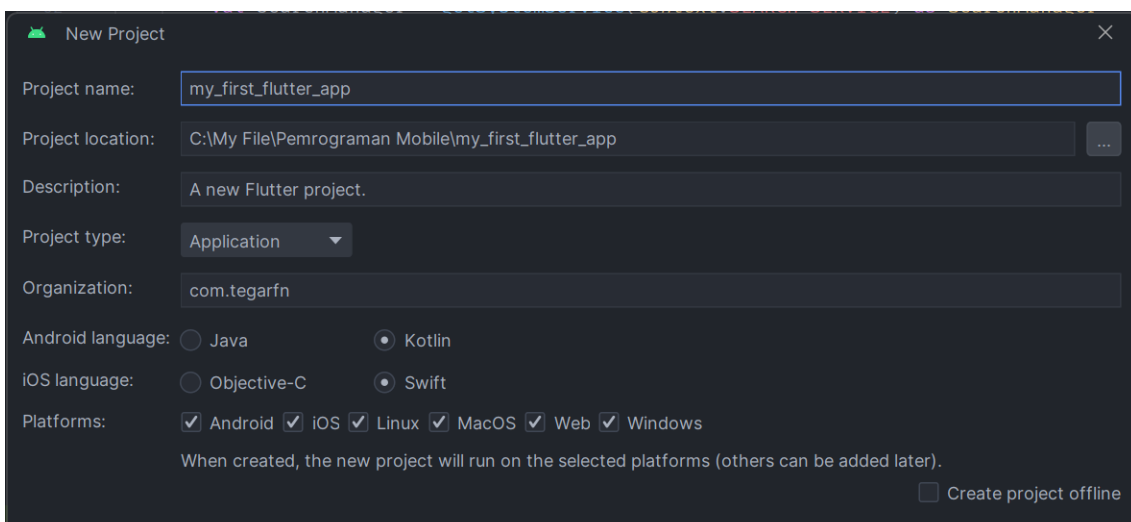 New Project
Project name: my_first_flutter_app
Project location: C:\My File\Pemrograman Mobile\my_first_flutter_app ...
Description: A new Flutter project.
Project type: Application
Organization: com.tegarfn
Android language: Java Kotlin
iOS language: Objective-C Swift
Platforms: Android iOS Linux MacOS Web Windows
When created, the new project will run on the selected platforms (others can be added later).
Create project offline